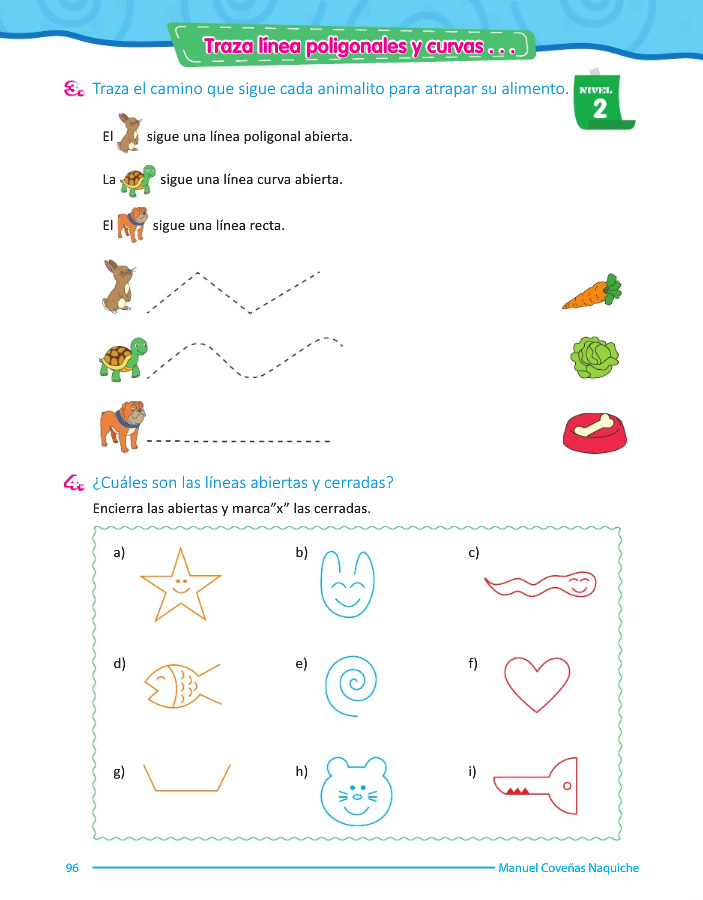 Traza línea poligonales y curvas . . .
3. Traza el camino que sigue cada animalito para atrapar su alimento.
NIVEL
2
El sigue una línea poligonal abierta.
La sigue una línea curva abierta.
El sigue una línea recta.
4. ¿Cuáles son las líneas abiertas y cerradas?
Encierra las abiertas y marca”x” las cerradas.
a) b) c)
d) e) f)
g) h) i)
96 Manuel Coveñas Naquiche